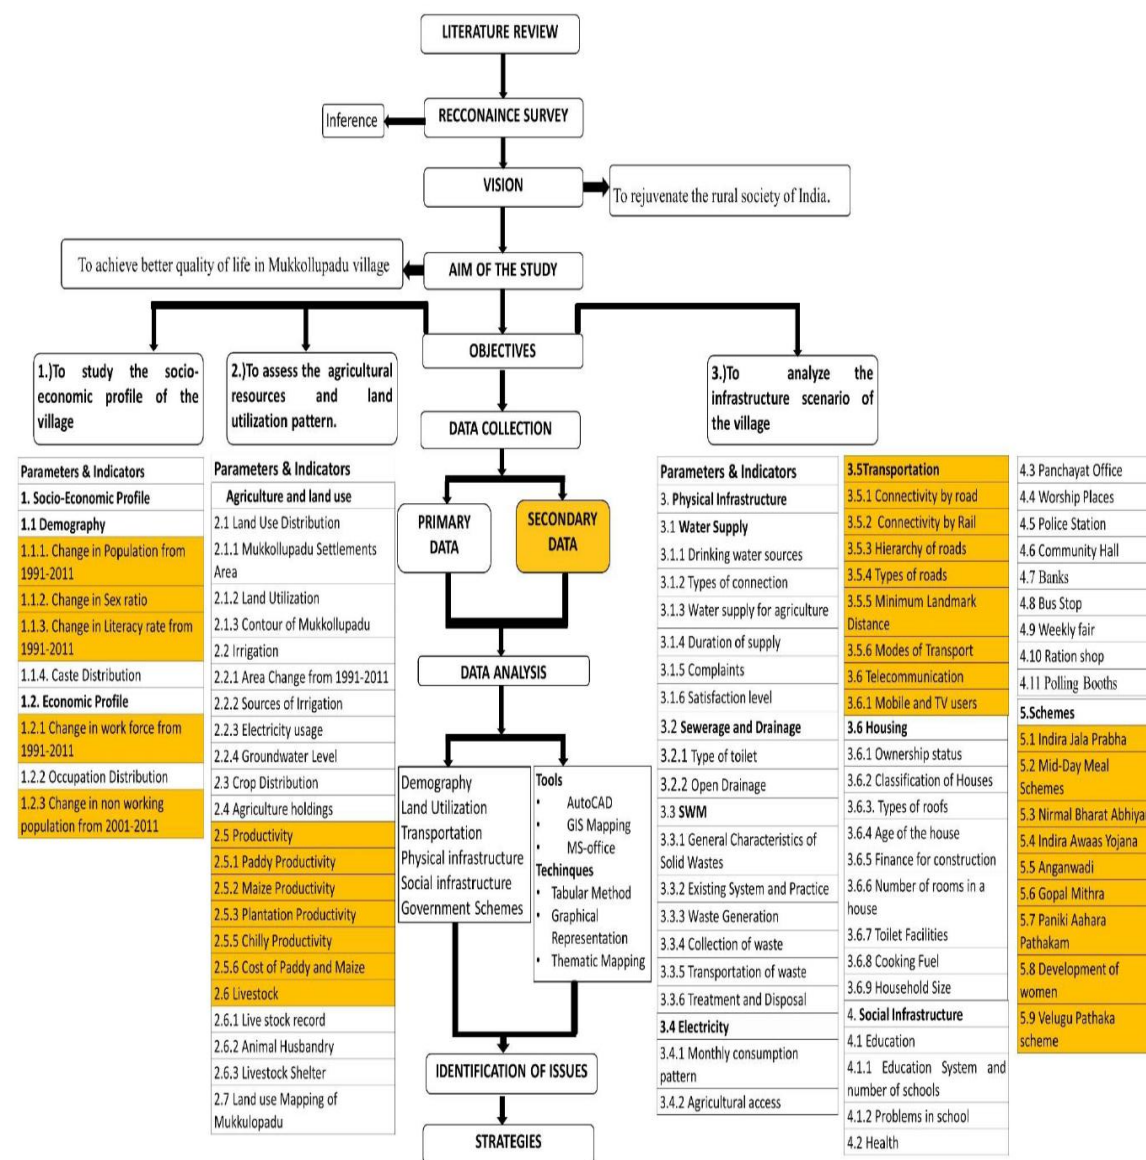 LITERATURE REVIEW
RECCONAINCE SURVEY
Inference
VISION
To rejuvenate the rural society of India.
To achieve better quality of life in Mukkollupadu village
AIM OF THE STUDY
OBJECTIVES
1.)To study the socio-
economic profile of the
village
2.)To assess the agricultural
resources and land
utilization pattern.
3.)To analyze the
infrastructure scenario of
the village
DATA COLLECTION
PRIMARY
DATA
SECONDARY
DATA
DATA ANALYSIS
Demography
Land Utilization
Transportation
Physical infrastructure
Social infrastructure
Government Schemes
Tools
• AutoCAD
• GIS Mapping
• MS-office
Techinques
• Tabular Method
• Graphical
Representation
• Thematic Mapping
IDENTIFICATION OF ISSUES
STRATEGIES
Parameters & Indicators
1. Socio-Economic Profile
1.1 Demography
1.1.1. Change in Population from
1991-2011
1.1.2. Change in Sex ratio
1.1.3. Change in Literacy rate from
1991-2011
1.1.4. Caste Distribution
1.2. Economic Profile
1.2.1 Change in work force from
1991-2011
1.2.2 Occupation Distribution
1.2.3 Change in non working
population from 2001-2011
Parameters & Indicators
Agriculture and land use
2.1 Land Use Distribution
2.1.1 Mukkollupadu Settlements
Area
2.1.2 Land Utilization
2.1.3 Contour of Mukkollupadu
2.2 Irrigation
2.2.1 Area Change from 1991-2011
2.2.2 Sources of Irrigation
2.2.3 Electricity usage
2.2.4 Groundwater Level
2.3 Crop Distribution
2.4 Agriculture holdings
2.5 Productivity
2.5.1 Paddy Productivity
2.5.2 Maize Productivity
2.5.3 Plantation Productivity
2.5.5 Chilly Productivity
2.5.6 Cost of Paddy and Maize
2.6 Livestock
2.6.1 Live stock record
2.6.2 Animal Husbandry
2.6.3 Livestock Shelter
2.7 Land use Mapping of
Mukkulopadu
Parameters & Indicators
3. Physical Infrastructure
3.1 Water Supply
3.1.1 Drinking water sources
3.1.2 Types of connection
3.1.3 Water supply for agriculture
3.1.4 Duration of supply
3.1.5 Complaints
3.1.6 Satisfaction level
3.2 Sewerage and Drainage
3.2.1 Type of toilet
3.2.2 Open Drainage
3.3 SWM
3.3.1 General Characteristics of
Solid Wastes
3.3.2 Existing System and Practice
3.3.3 Waste Generation
3.3.4 Collection of waste
3.3.5 Transportation of waste
3.3.6 Treatment and Disposal
3.4 Electricity
3.4.1 Monthly consumption
pattern
3.4.2 Agricultural access
3.5Transportation
3.5.1 Connectivity by road
3.5.2 Connectivity by Rail
3.5.3 Hierarchy of roads
3.5.4 Types of roads
3.5.5 Minimum Landmark
Distance
3.5.6 Modes of Transport
3.6 Telecommunication
3.6.1 Mobile and TV users
3.6 Housing
3.6.1 Ownership status
3.6.2 Classification of Houses
3.6.3. Types of roofs
3.6.4 Age of the house
3.6.5 Finance for construction
3.6.6 Number of rooms in a
house
3.6.7 Toilet Facilities
3.6.8 Cooking Fuel
3.6.9 Household Size
4. Social Infrastructure
4.1 Education
4.1.1 Education System and
number of schools
4.1.2 Problems in school
4.2 Health
4.3 Panchayat Office
4.4 Worship Places
4.5 Police Station
4.6 Community Hall
4.7 Banks
4.8 Bus Stop
4.9 Weekly fair
4.10 Ration shop
4.11 Polling Booths
5.Schemes
5.1 Indira Jala Prabha
5.2 Mid-Day Meal
Schemes
5.3 Nirmal Bharat Abhiyan
5.4 Indira Awaas Yojana
5.5 Anganwadi
5.6 Gopal Mithra
5.7 Paniki Aahara
Pathakam
5.8 Development of
women
5.9 Velugu Pathaka
scheme